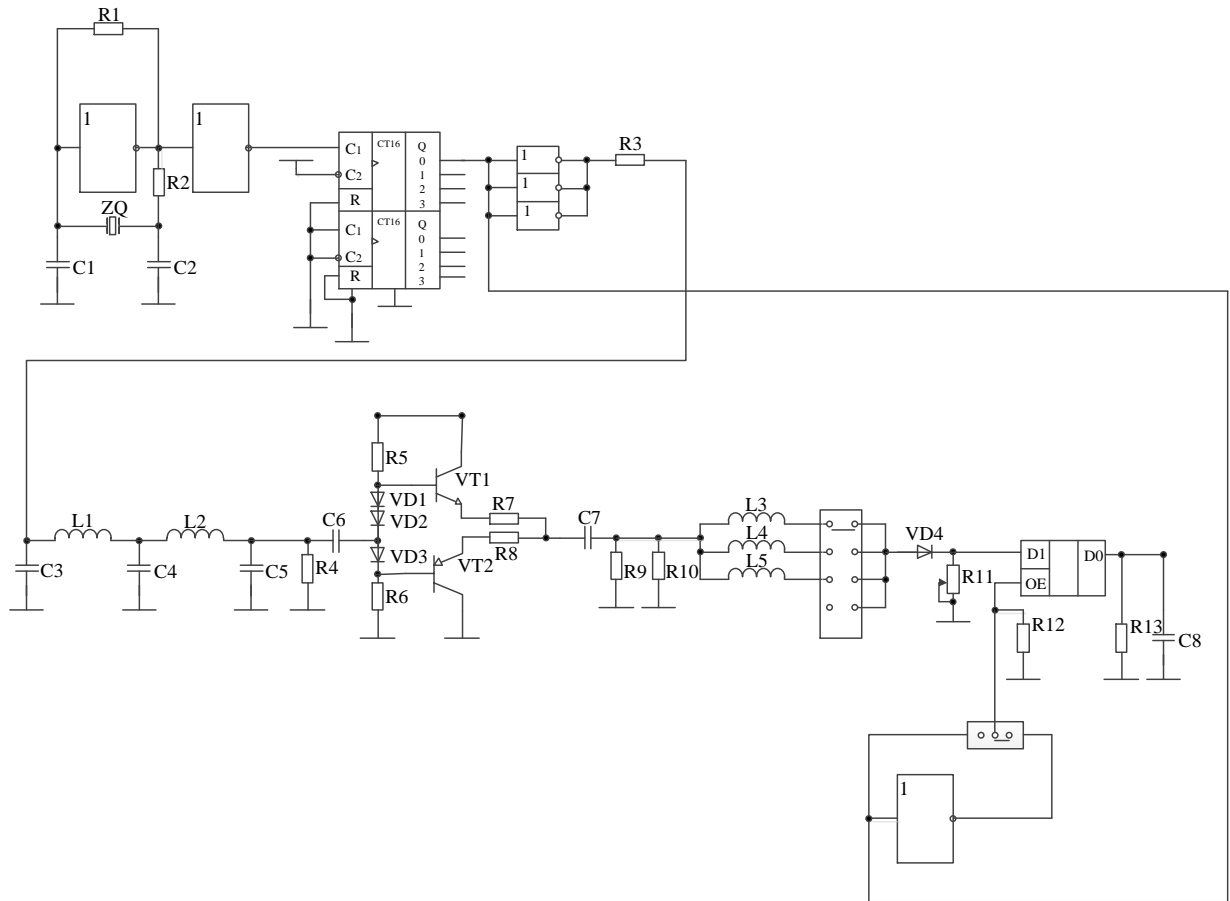 R1
1
1
R2
ZQ
C1
C2
C1
CT16
Q
0
C2
1
2
R
3
CT16
Q
C1
0
1
C2
2
R
3
1
1
1
R3
R5
VT1
VD1
VD2
VD3
VT2
R6
R7
R8
L1
L2
C6
C3
C4
C5
R4
C7
R9
R10
L3
L4
L5
VD4
R11
D1
D0
OE
R12
R13
C8
1